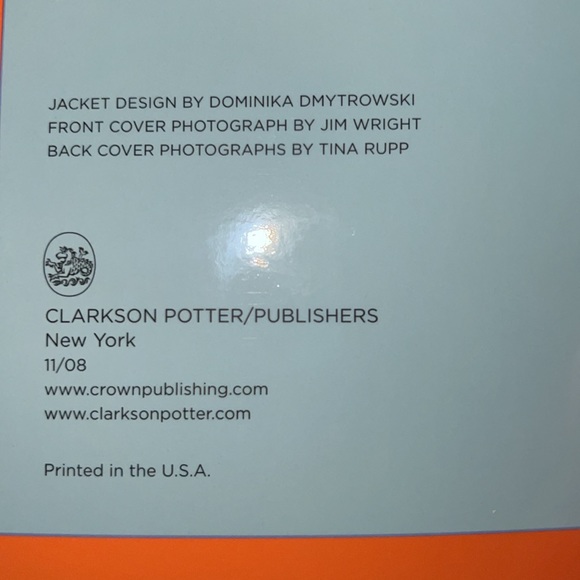 JACKET DESIGN BY DOMINIKA DMYTROWSKI
FRONT COVER PHOTOGRAPH BY JIM WRIGHT
BACK COVER PHOTOGRAPHS BY TINA RUPP
CLARKSON POTTER/PUBLISHERS
New York
11/08
www.crownpublishing.com
www.clarksonpotter.com
Printed in the U.S.A.